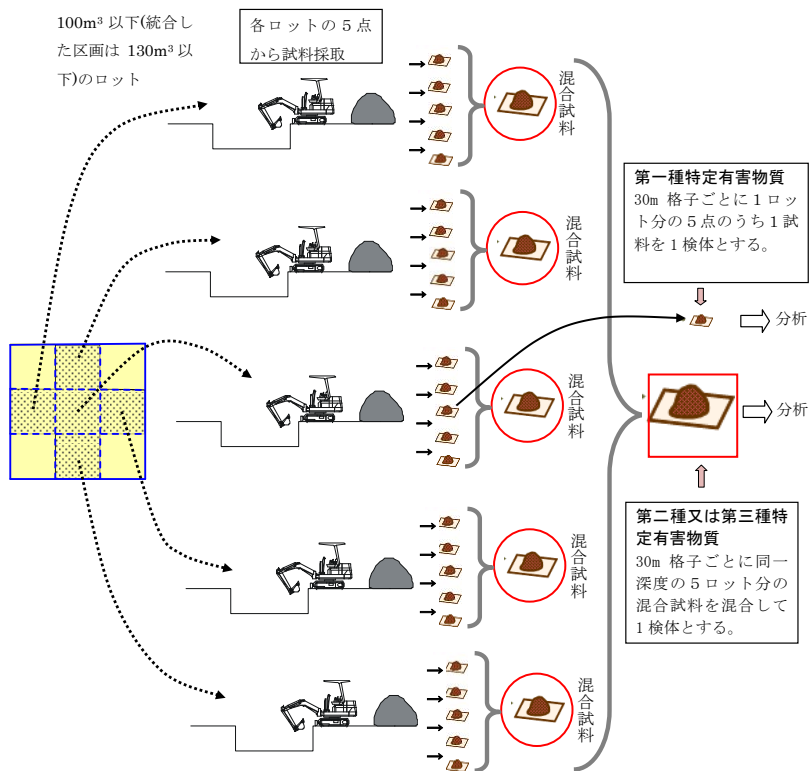 100m³ 以下(統合し
た区画は 130m³ 以
下)のロット
各ロットの５点
から試料採取
混合試料
混合試料
混合試料
混合試料
混合試料
第一種特定有害物質
30m 格子ごとに１ロッ
ト分の５点のうち１試
料を１検体とする。
分析
分析
第二種又は第三種特
定有害物質
30m 格子ごとに同一
深度の５ロット分の
混合試料を混合して
１検体とする。